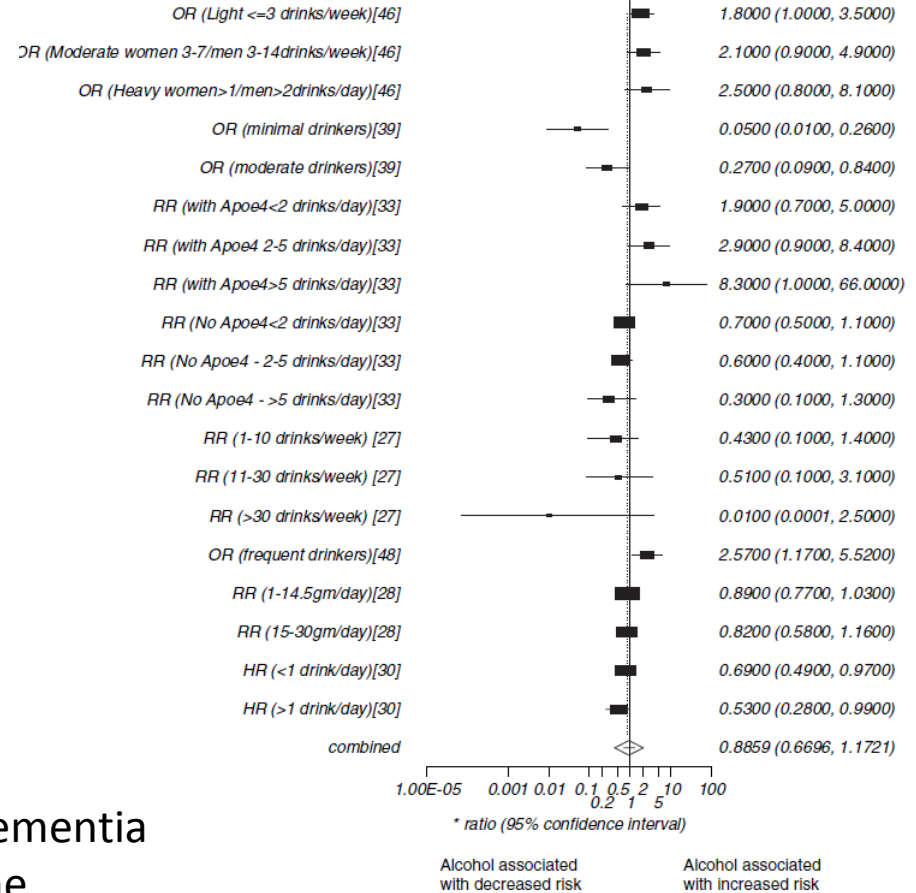 OR (Light <=3 drinks/week)[46] 1.8000 (1.0000, 3.5000)
OR (Moderate women 3-7/men 3-14drinks/week)[46] 2.1000 (0.9000, 4.9000)
OR (Heavy women>1/men>2drinks/day)[46] 2.5000 (0.8000, 8.1000)
OR (minimal drinkers)[39] 0.0500 (0.0100, 0.2600)
OR (moderate drinkers)[39] 0.2700 (0.0900, 0.8400)
RR (with Apoe4<2 drinks/day)[33] 1.9000 (0.7000, 5.0000)
RR (with Apoe4 2-5 drinks/day)[33] 2.9000 (0.9000, 8.4000)
RR (with Apoe4>5 drinks/day)[33] 8.3000 (1.0000, 66.0000)
RR (No Apoe4<2 drinks/day)[33] 0.7000 (0.5000, 1.1000)
RR (No Apoe4 - 2-5 drinks/day)[33] 0.6000 (0.4000, 1.1000)
RR (No Apoe4 - >5 drinks/day)[33] 0.3000 (0.1000, 1.3000)
RR (1-10 drinks/week) [27] 0.4300 (0.1000, 1.4000)
RR (11-30 drinks/week) [27] 0.5100 (0.1000, 3.1000)
RR (>30 drinks/week) [27] 0.0100 (0.0001, 2.5000)
OR (frequent drinkers)[48] 2.5700 (1.1700, 5.5200)
RR (1-14.5gm/day)[28] 0.8900 (0.7700, 1.0300)
RR (15-30gm/day)[28] 0.8200 (0.5800, 1.1600)
HR (<1 drink/day)[30] 0.6900 (0.4900, 0.9700)
HR (>1 drink/day)[30] 0.5300 (0.2800, 0.9900)
combined 0.8859 (0.6696, 1.1721)
1.00E-05 0.001 0.01 0.1 0.2 0.5 1 2 5 10 100
* ratio (95% confidence interval)
Alcohol associated with decreased risk
Alcohol associated with increased risk